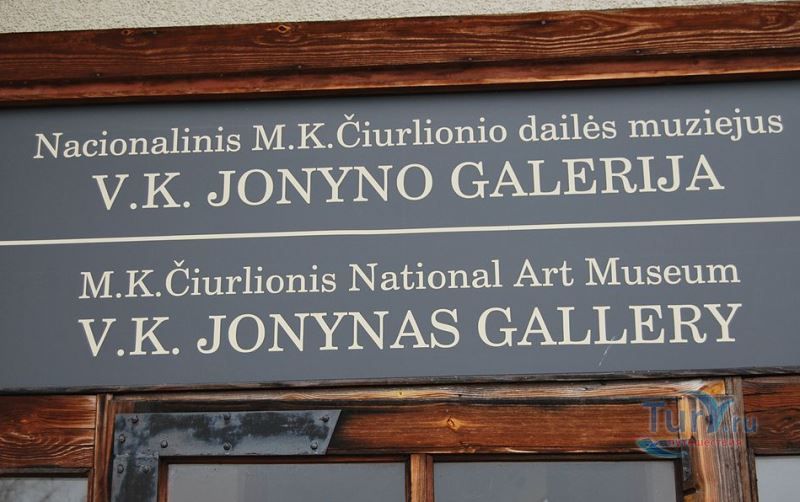 Nacionalinis M.K.Čiurlionio dailės muziejus
V.K. JONYNO GALERIJA
M.K.Čiurlionis National Art Museum
V.K. JONYNAS GALLERY
Tury.ru